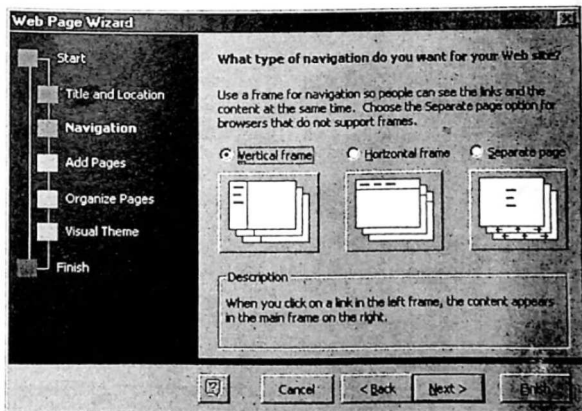 Web Page Wizard
Start
Title and Location
Navigation
Add Pages
Organize Pages
Visual Theme
Finish
What type of navigation do you want for your Web site?
Use a frame for navigation so people can see the links and the
content at the same time. Choose the Separate page option for
browsers that do not support frames.
Vertical frame
Horizontal frame
Separate page
Description
When you click on a link in the left frame, the content appears
in the main frame on the right.
Cancel
< Back
Next >
Finish